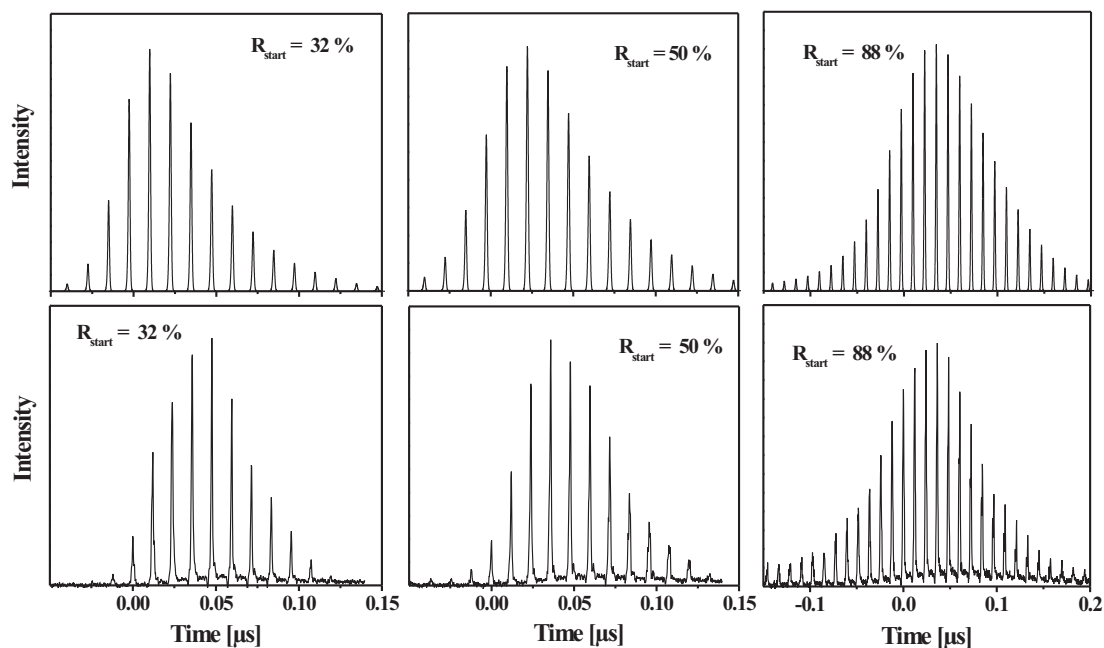 R_start = 32 %
R_start = 50 %
R_start = 88 %
Intensity
R_start = 32 %
R_start = 50 %
R_start = 88 %
Intensity
0.00 0.05 0.10 0.15
0.00 0.05 0.10 0.15
-0.1 0.0 0.1 0.2
Time [µs]
Time [µs]
Time [µs]